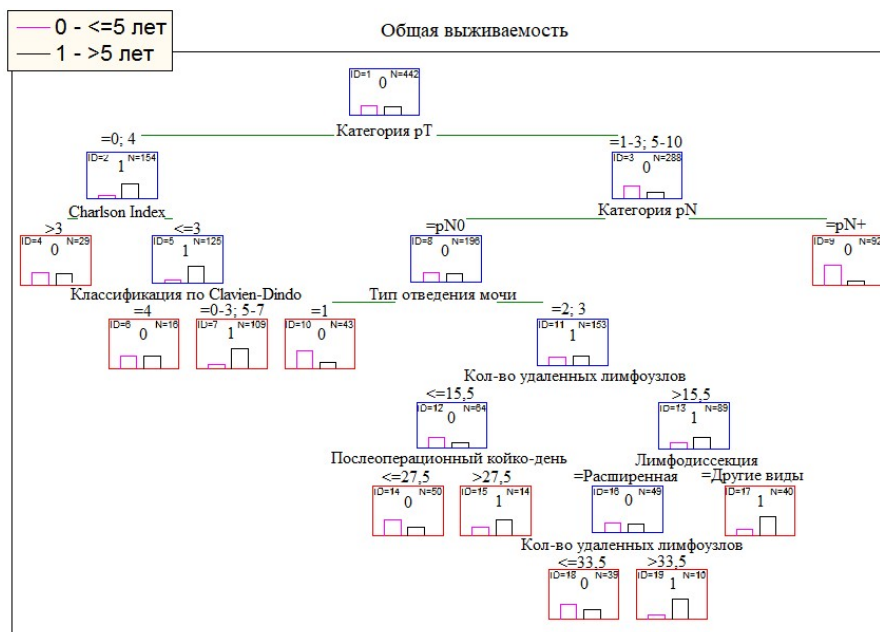 0 - <=5 лет
1 - >5 лет
Общая выживаемость
ID=1 N=442
0
Категория pT
=0; 4
=1-3; 5-10
ID=2 N=154
1
ID=3 N=288
0
Charlson Index
Категория pN
>3
<=3
=pN0
=pN+
ID=4 N=29
0
ID=5 N=125
1
ID=8 N=196
0
ID=9 N=92
0
Классификация по Clavien-Dindo
Тип отведения мочи
=4
=0-3; 5-7
=1
=2; 3
ID=6 N=16
0
ID=7 N=109
1
ID=10 N=43
0
ID=11 N=153
1
Кол-во удаленных лимфоузлов
<=15,5
>15,5
ID=12 N=64
0
ID=13 N=89
1
Послеоперационный койко-день
Лимфодиссекция
<=27,5
>27,5
=Расширенная
=Другие виды
ID=14 N=50
0
ID=15 N=14
1
ID=16 N=49
0
ID=17 N=40
1
Кол-во удаленных лимфоузлов
<=33,5
>33,5
ID=18 N=39
0
ID=19 N=10
1